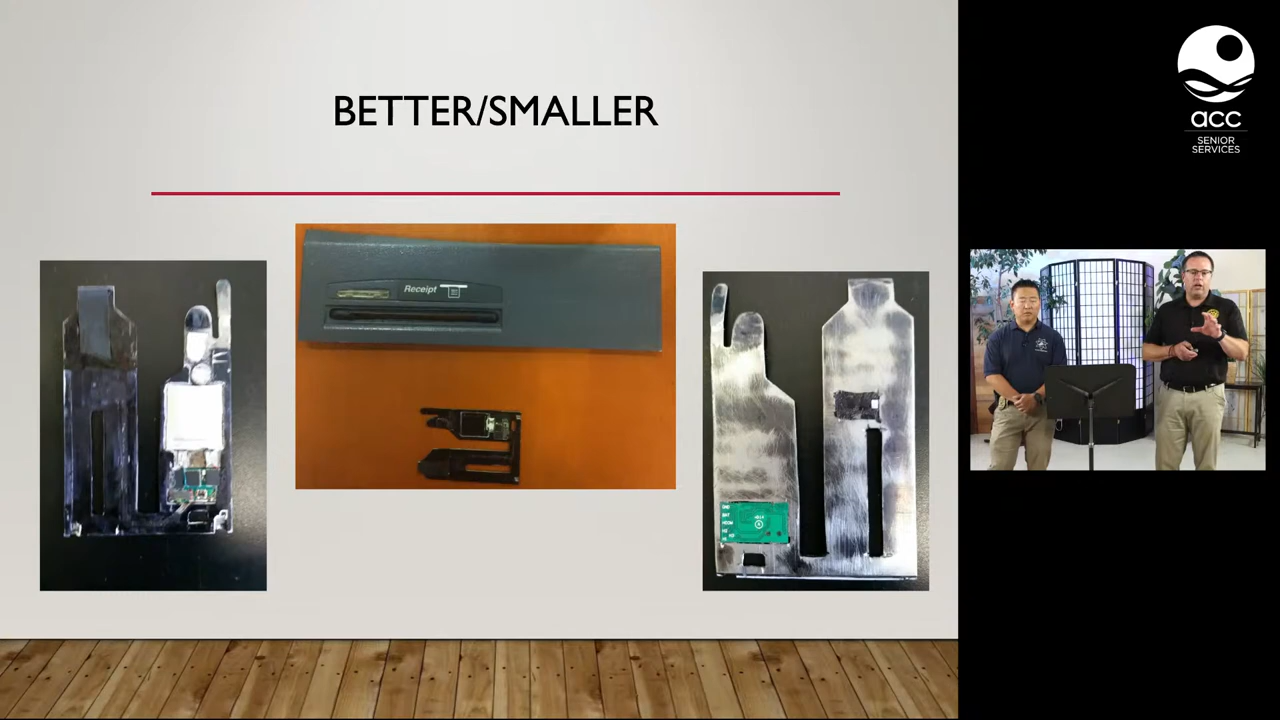 BETTER/SMALLER
Receipt
acc
SENIOR
SERVICES